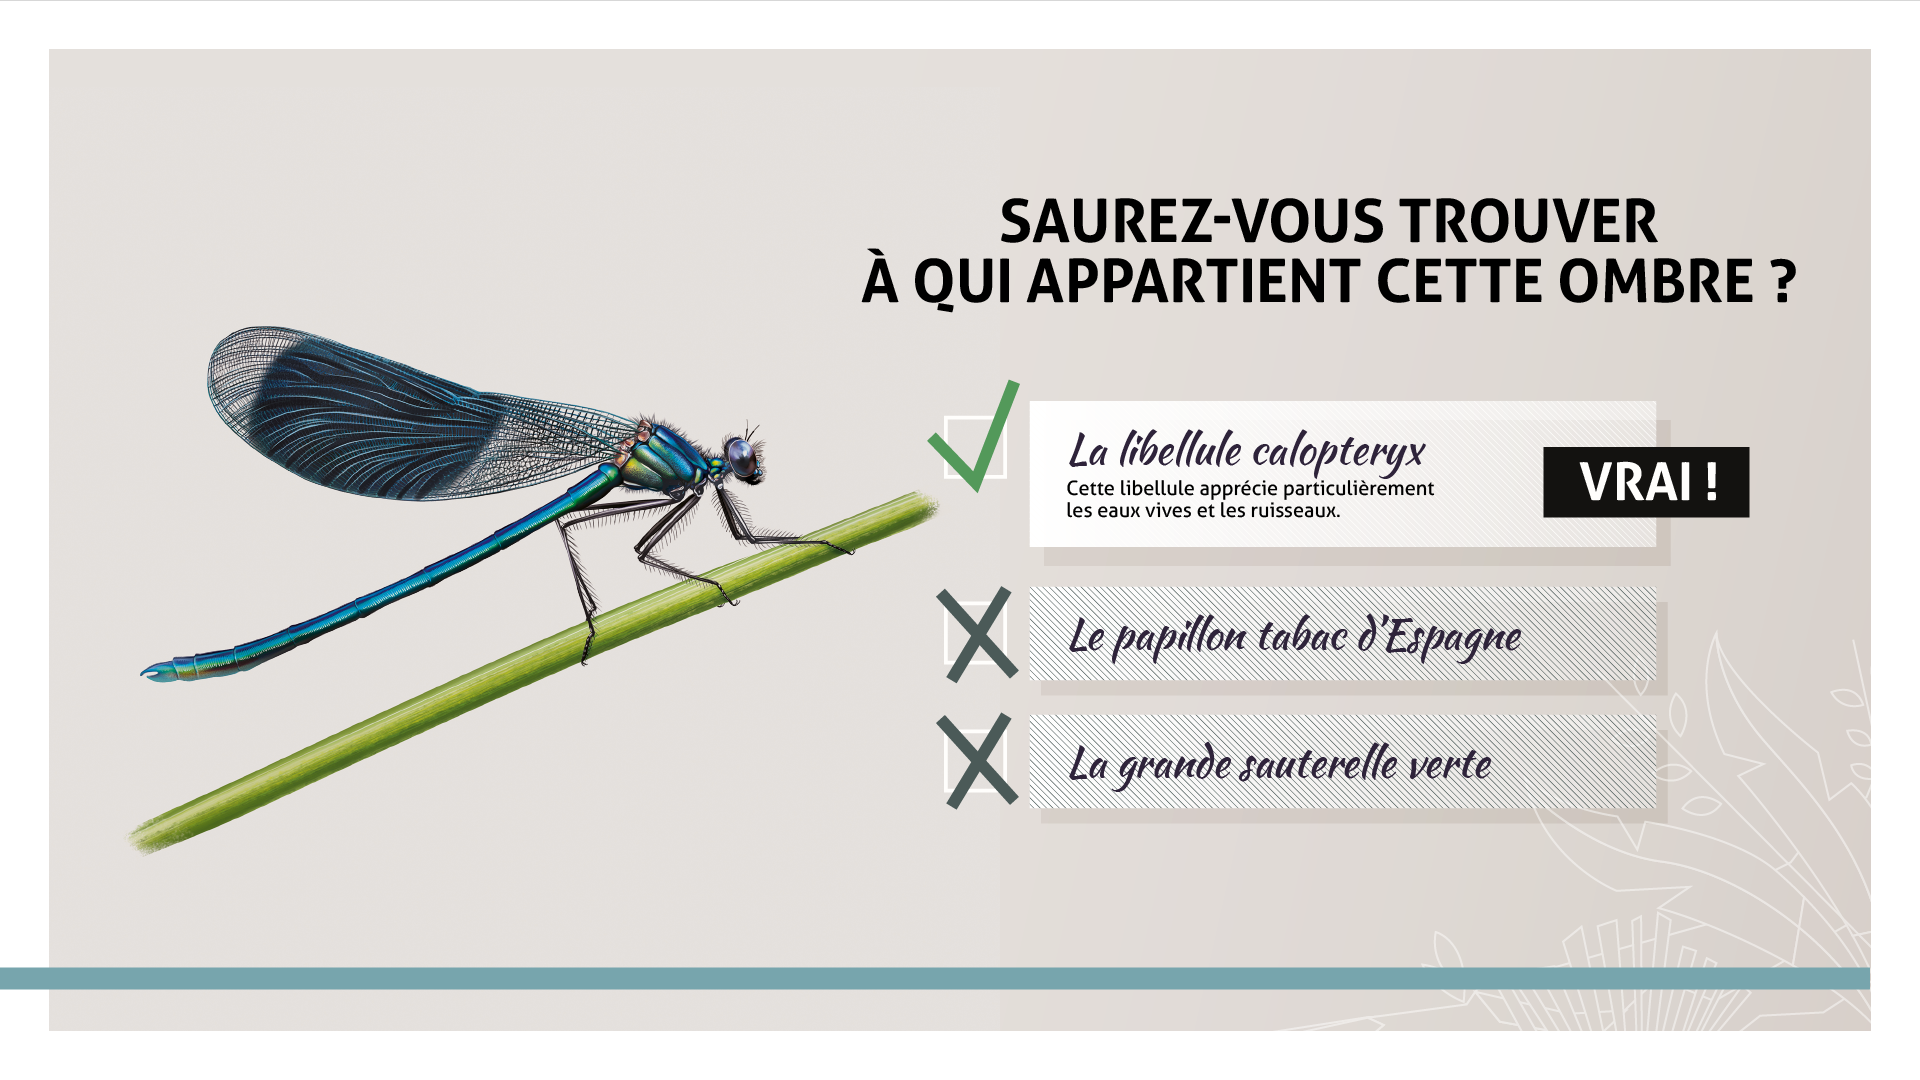 SAUREZ-VOUS TROUVER
À QUI APPARTIENT CETTE OMBRE ?
La libellule calopteryx
Cette libellule apprécie particulièrement
les eaux vives et les ruisseaux.
VRAI !
Le papillon tabac d'Espagne
La grande sauterelle verte